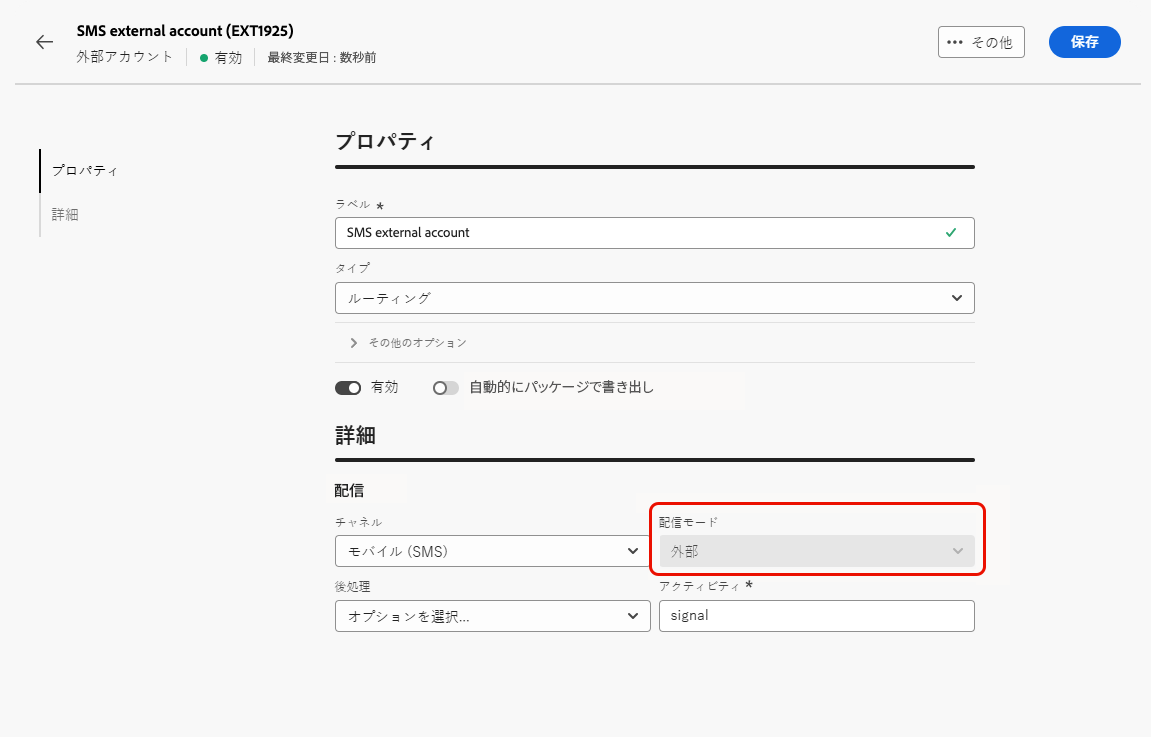 SMS external account (EXT1925)
外部アカウント 有効 最終変更日 : 数秒前
••• その他
保存
プロパティ
詳細
プロパティ
ラベル *
SMS external account
タイプ
ルーティング
その他のオプション
有効 自動的にパッケージで書き出し
詳細
配信
チャネル 配信モード
モバイル (SMS) 外部
後処理 アクティビティ *
オプションを選択... signal